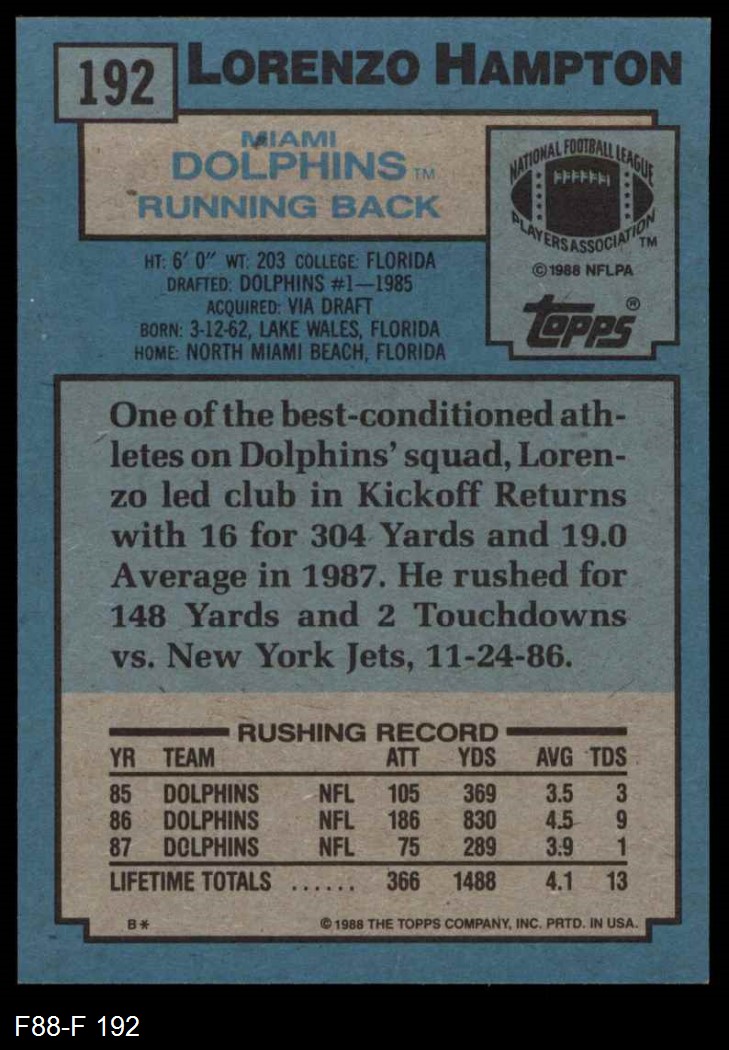 192 LORENZO HAMPTON
MIAMI
DOLPHINS TM
RUNNING BACK
NATIONAL FOOTBALL LEAGUE
PLAYERS ASSOCIATION TM
© 1988 NFLPA
topps®
HT: 6' 0" WT: 203 COLLEGE: FLORIDA
DRAFTED: DOLPHINS #1—1985
ACQUIRED: VIA DRAFT
BORN: 3-12-62, LAKE WALES, FLORIDA
HOME: NORTH MIAMI BEACH, FLORIDA
One of the best-conditioned ath-
letes on Dolphins' squad, Loren-
zo led club in Kickoff Returns
with 16 for 304 Yards and 19.0
Average in 1987. He rushed for
148 Yards and 2 Touchdowns
vs. New York Jets, 11-24-86.
RUSHING RECORD
YR TEAM ATT YDS AVG TDS
85 DOLPHINS NFL 105 369 3.5 3
86 DOLPHINS NFL 186 830 4.5 9
87 DOLPHINS NFL 75 289 3.9 1
LIFETIME TOTALS ...... 366 1488 4.1 13
B* © 1988 THE TOPPS COMPANY, INC. PRTD. IN USA.
F88-F 192